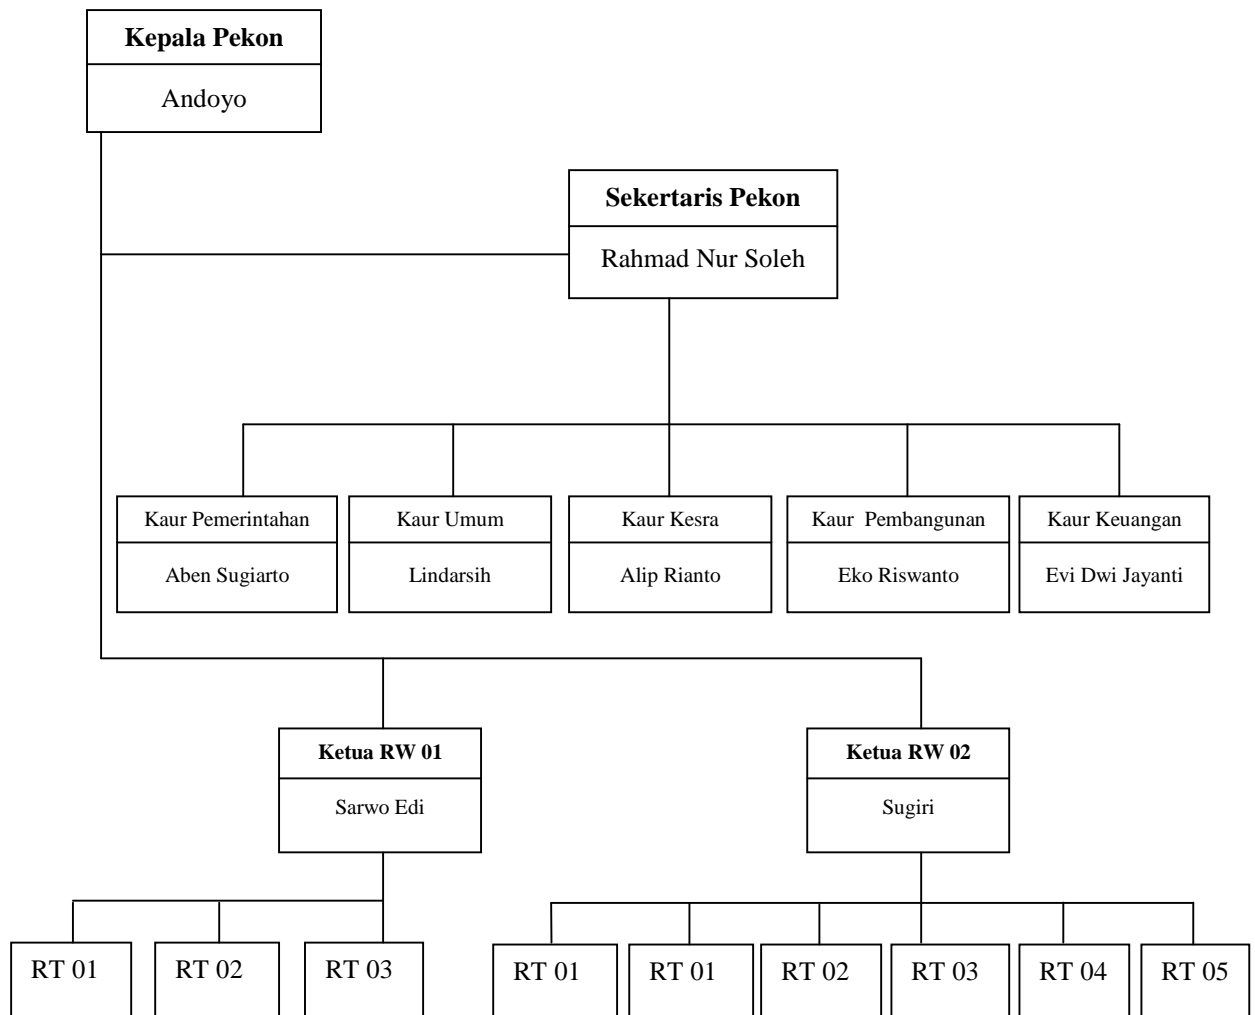 Kepala Pekon
Andoyo
Sekertaris Pekon
Rahmad Nur Soleh
Kaur Pemerintahan
Aben Sugiarto
Kaur Umum
Lindarsih
Kaur Kesra
Alip Rianto
Kaur Pembangunan
Eko Riswanto
Kaur Keuangan
Evi Dwi Jayanti
Ketua RW 01
Sarwo Edi
Ketua RW 02
Sugiri
RT 01
RT 02
RT 03
RT 01
RT 01
RT 02
RT 03
RT 04
RT 05